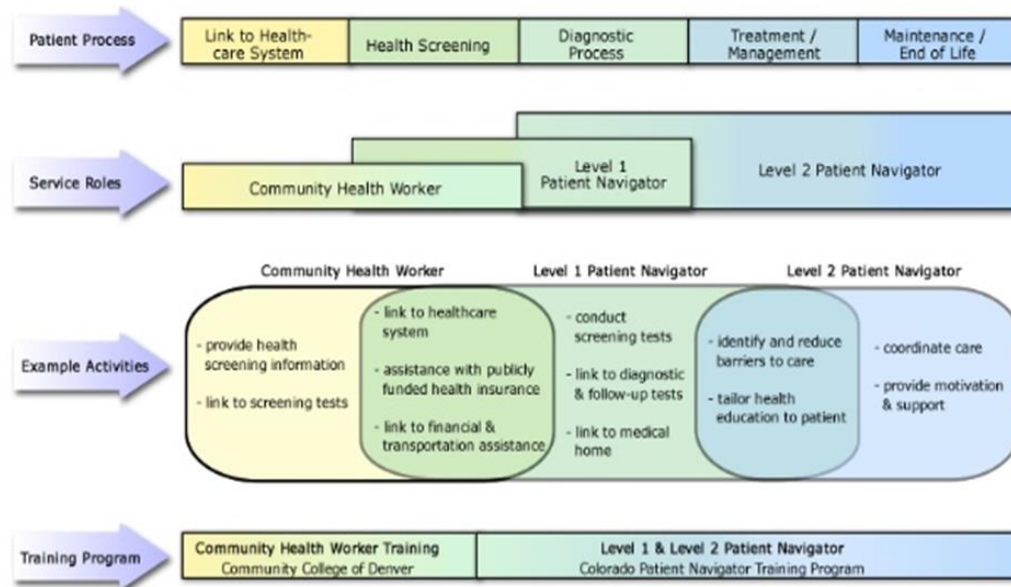 Patient Process
Link to Health-
care System
Health Screening
Diagnostic
Process
Treatment /
Management
Maintenance /
End of Life
Service Roles
Community Health Worker
Level 1
Patient Navigator
Level 2 Patient Navigator
Community Health Worker
Level 1 Patient Navigator
Level 2 Patient Navigator
Example Activities
- provide health
screening information
- link to screening tests
- link to healthcare
system
- assistance with publicly
funded health insurance
- link to financial &
transportation assistance
- conduct
screening tests
- link to diagnostic
& follow-up tests
- link to medical
home
- identify and reduce
barriers to care
- tailor health
education to patient
- coordinate care
- provide motivation
& support
Training Program
Community Health Worker Training
Community College of Denver
Level 1 & Level 2 Patient Navigator
Colorado Patient Navigator Training Program